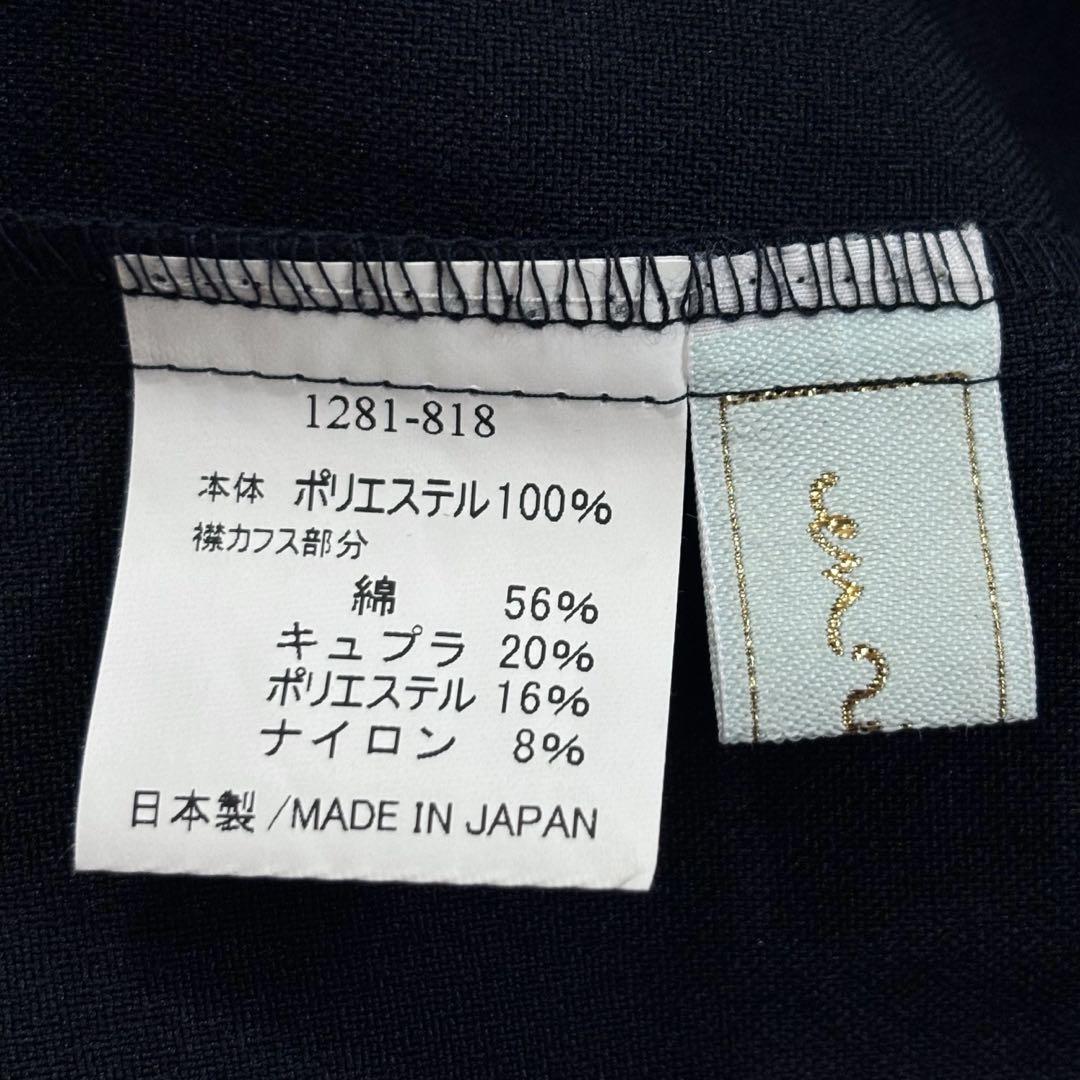 1281-818
本体 ポリエステル100%
襟カフス部分
綿 56%
キュプラ 20%
ポリエステル 16%
ナイロン 8%
日本製/MADE IN JAPAN